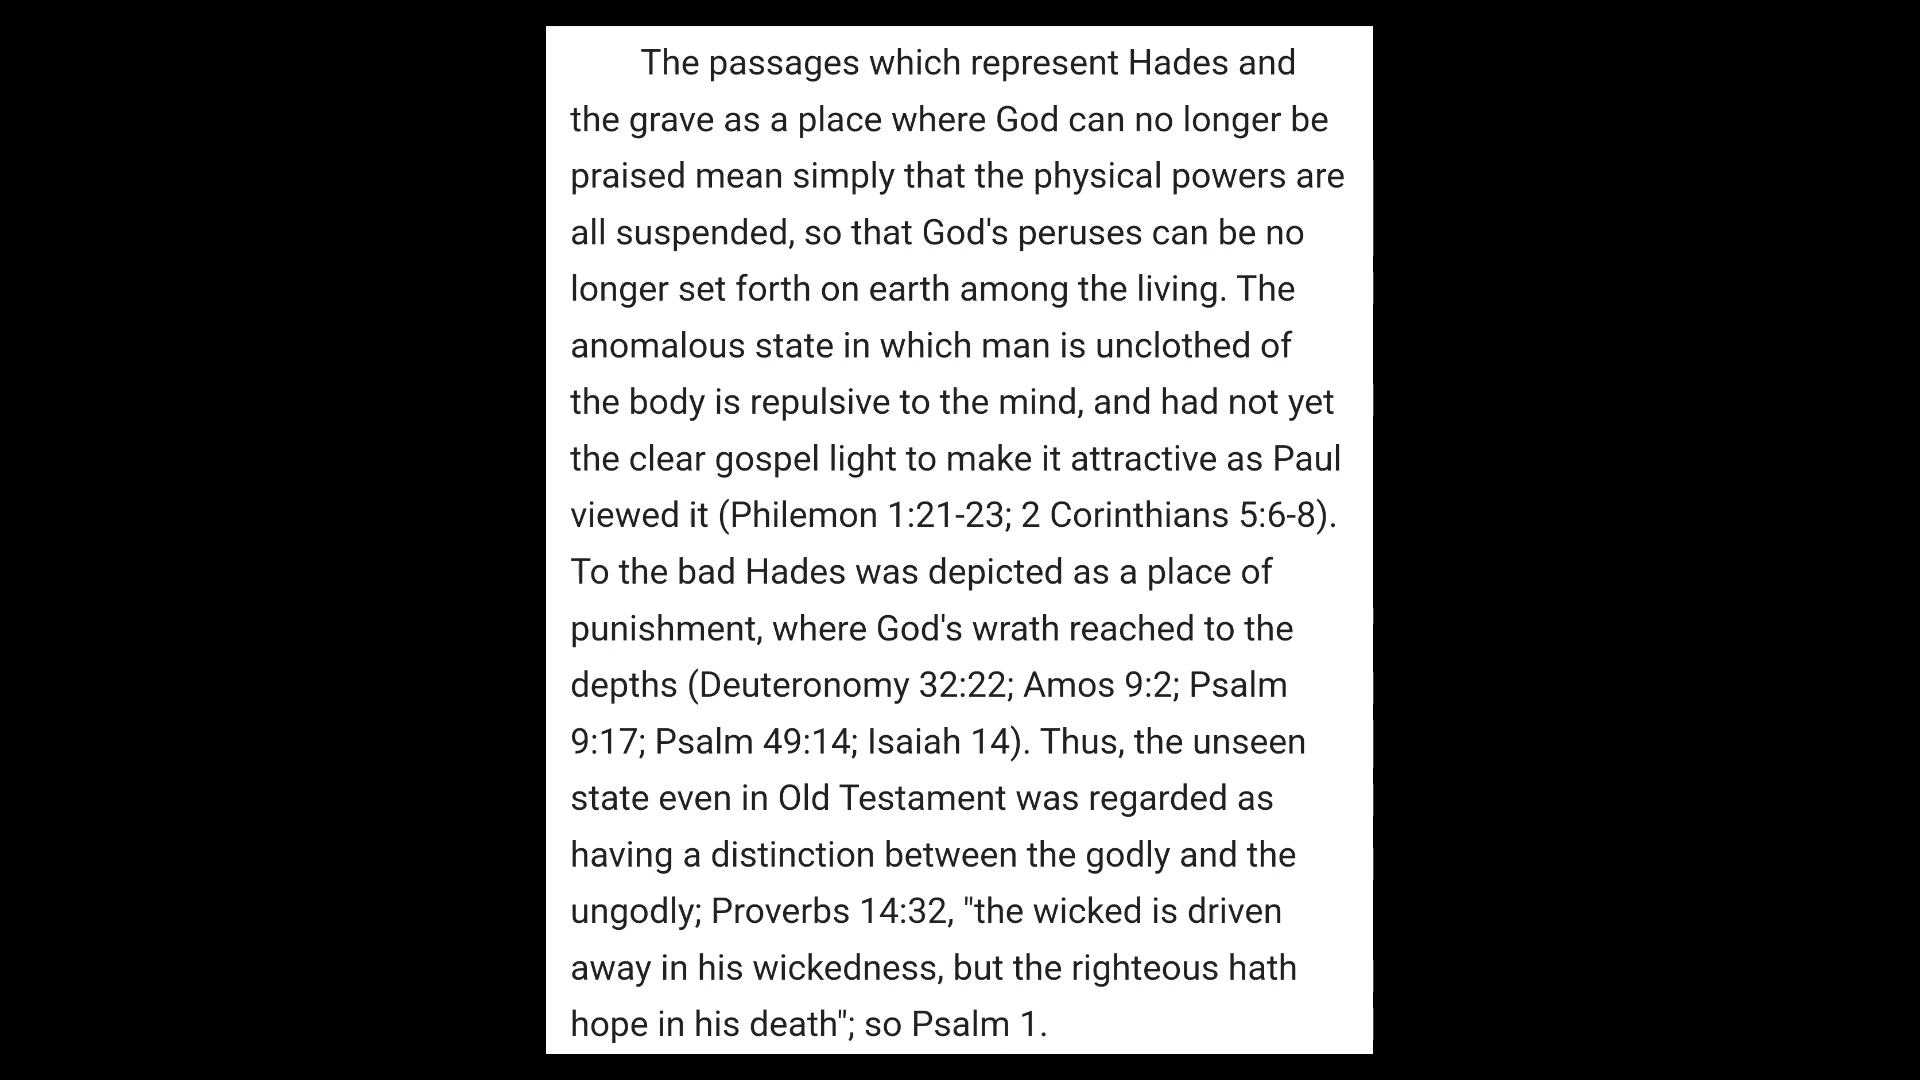 The passages which represent Hades and
the grave as a place where God can no longer be
praised mean simply that the physical powers are
all suspended, so that God's peruses can be no
longer set forth on earth among the living. The
anomalous state in which man is unclothed of
the body is repulsive to the mind, and had not yet
the clear gospel light to make it attractive as Paul
viewed it (Philemon 1:21-23; 2 Corinthians 5:6-8).
To the bad Hades was depicted as a place of
punishment, where God's wrath reached to the
depths (Deuteronomy 32:22; Amos 9:2; Psalm
9:17; Psalm 49:14; Isaiah 14). Thus, the unseen
state even in Old Testament was regarded as
having a distinction between the godly and the
ungodly; Proverbs 14:32, "the wicked is driven
away in his wickedness, but the righteous hath
hope in his death"; so Psalm 1.